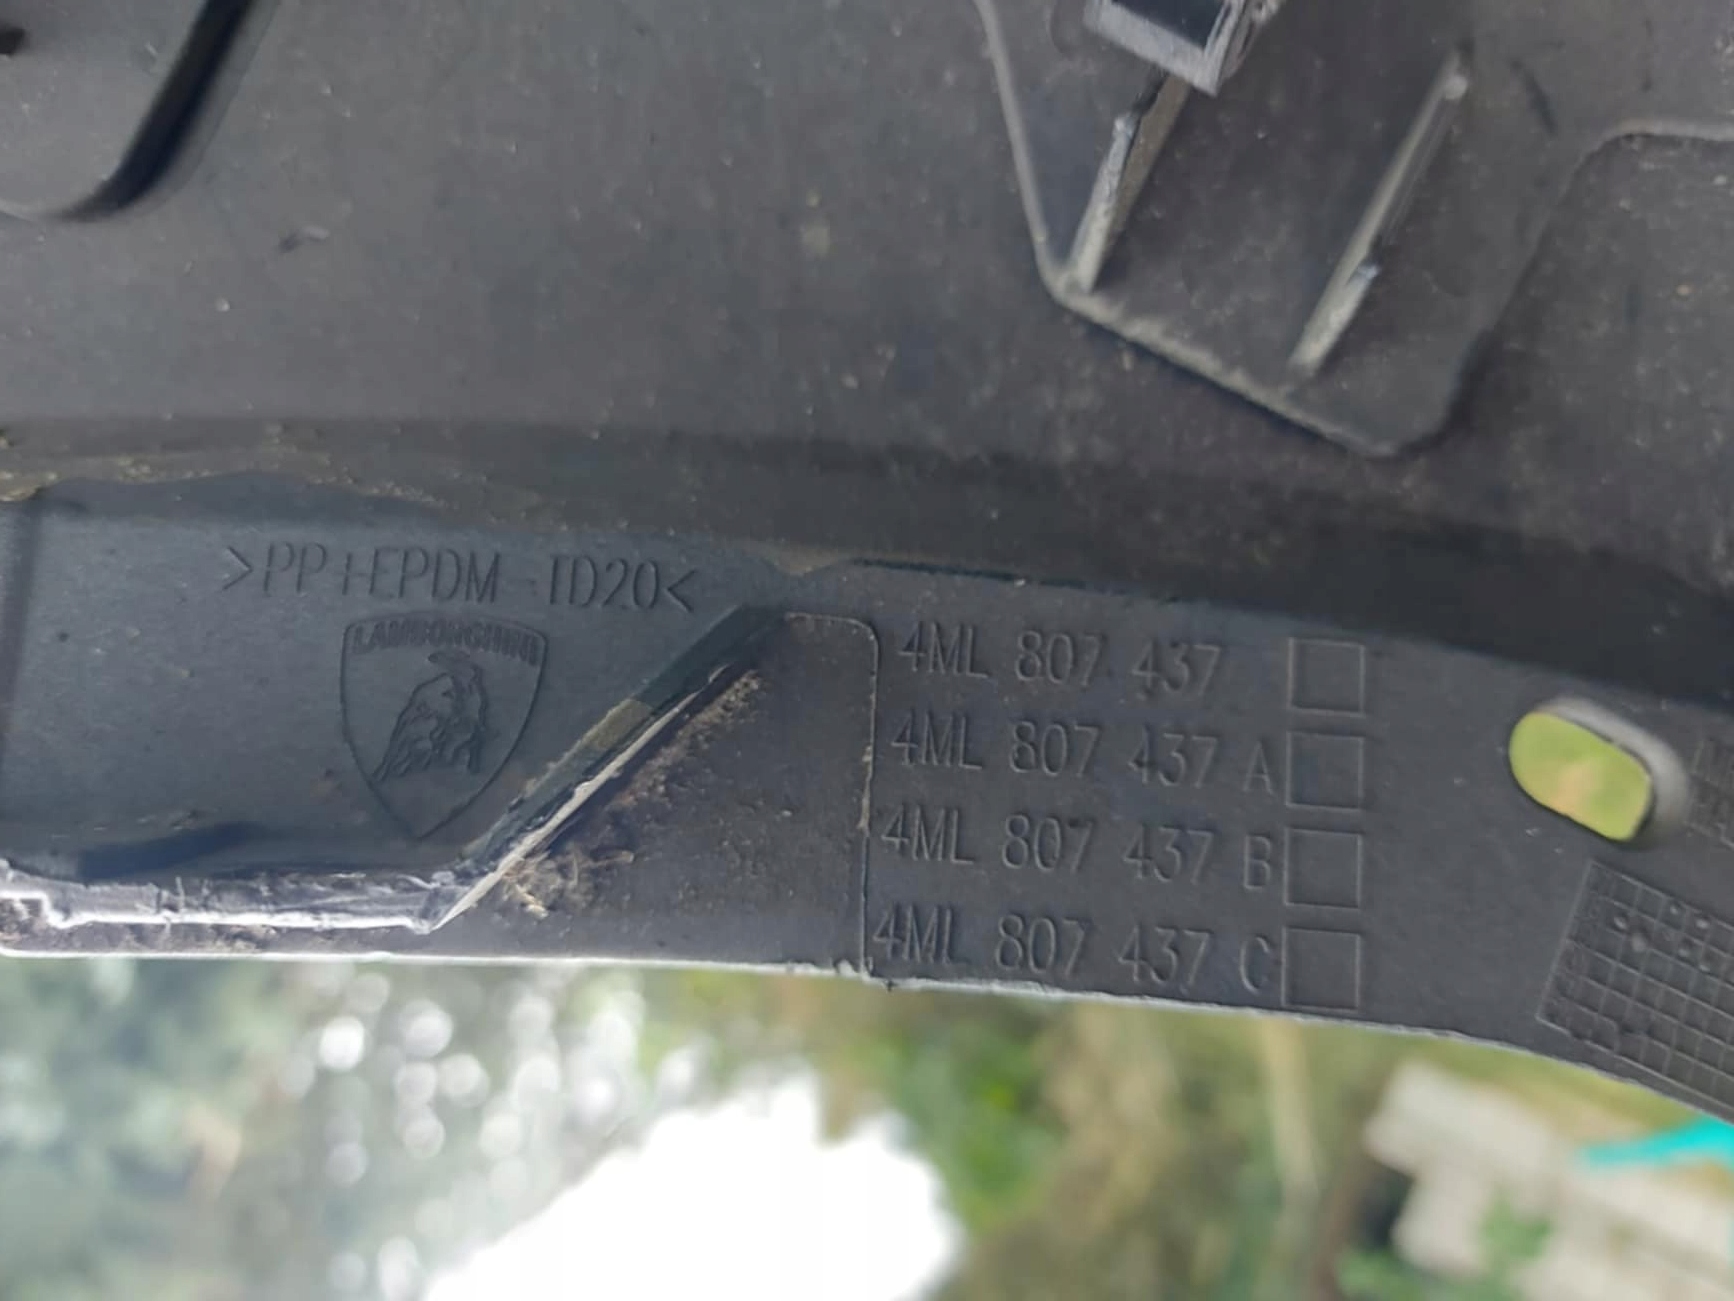 >PP+EPDM-TD20<
LAMBORGHINI
4ML 807 437
4ML 807 437 A
4ML 807 437 B
4ML 807 437 C